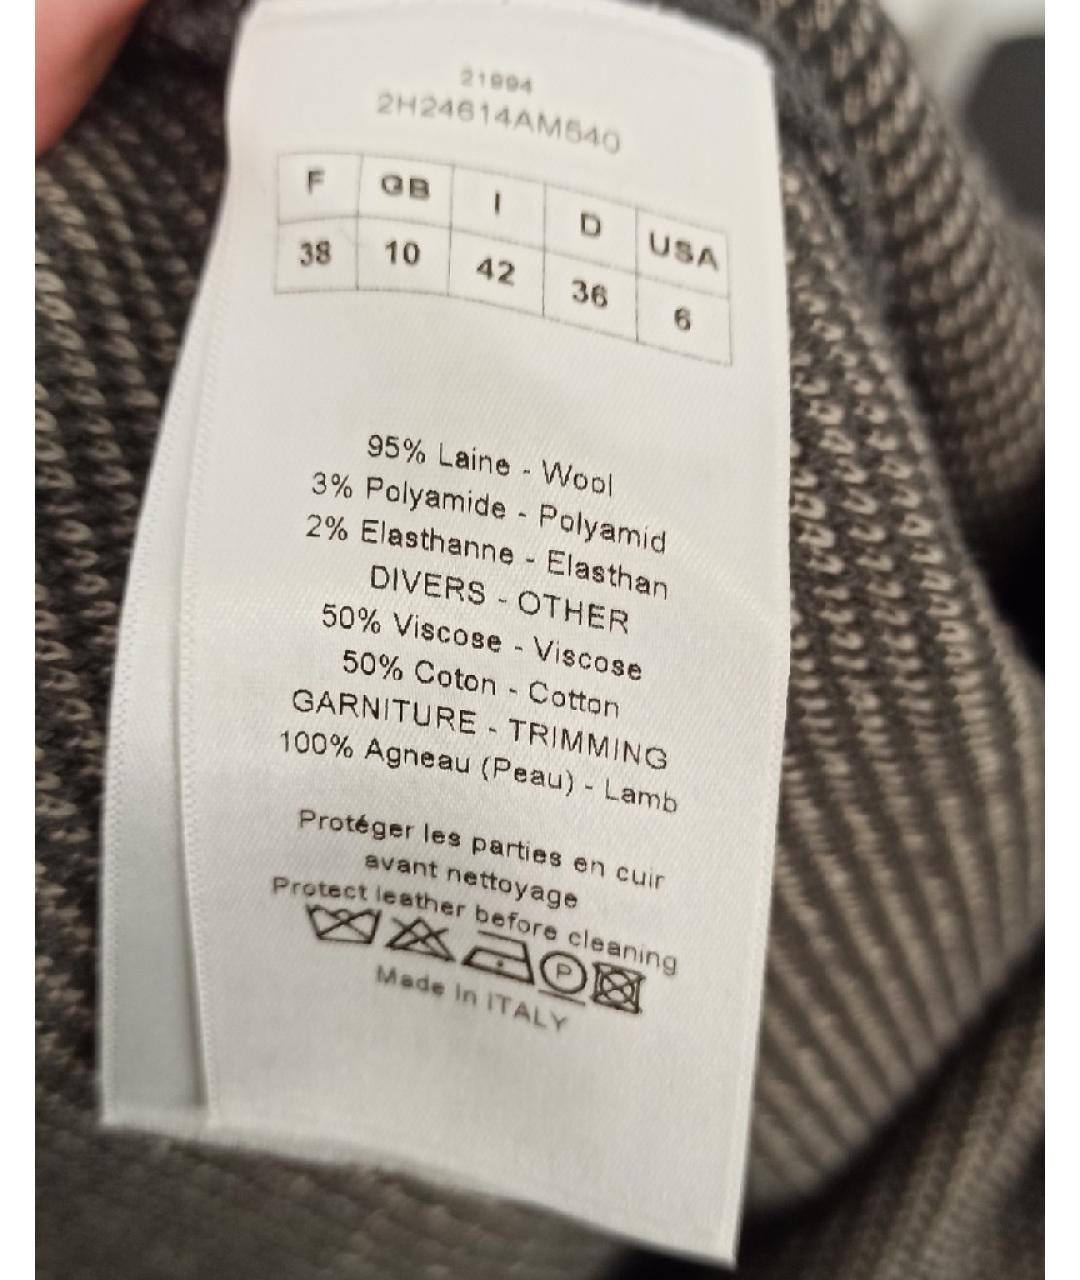 21994
2H24614AM540
F GB I D USA
38 10 42 36 6
95% Laine - Wool
3% Polyamide - Polyamid
2% Elasthanne - Elasthan
DIVERS - OTHER
50% Viscose - Viscose
50% Coton - Cotton
GARNITURE - TRIMMING
100% Agneau (Peau) - Lamb
Protéger les parties en cuir
avant nettoyage
Protect leather before cleaning
P
Made in ITALY